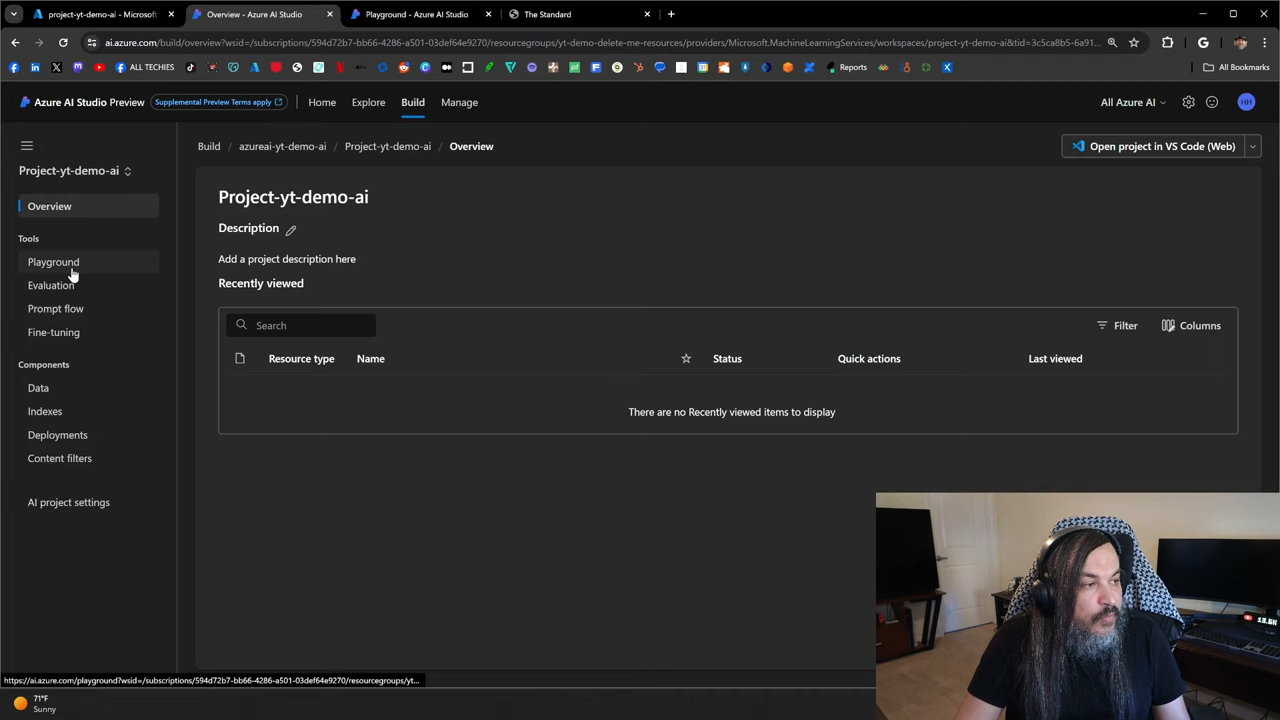 project-yt-demo-ai - Microsoft
Overview - Azure AI Studio
Playground - Azure AI Studio
The Standard
ai.azure.com/build/overview?wsid=/subscriptions/594d72b7-bb66-4286-a501-03def64e9270/resourcegroups/yt-demo-delete-me-resources/providers/Microsoft.MachineLearningServices/workspaces/project-yt-demo-ai&tid=3c5ca8b5-6a91...
ALL TECHIES
Reports
All Bookmarks
Azure AI Studio Preview
Supplemental Preview Terms apply
Home
Explore
Build
Manage
All Azure AI
HH
Build / azureai-yt-demo-ai / Project-yt-demo-ai / Overview
Open project in VS Code (Web)
Project-yt-demo-ai
Overview
Tools
Playground
Evaluation
Prompt flow
Fine-tuning
Components
Data
Indexes
Deployments
Content filters
AI project settings
Project-yt-demo-ai
Description
Add a project description here
Recently viewed
Search
Filter
Columns
Resource type
Name
Status
Quick actions
Last viewed
There are no Recently viewed items to display
https://ai.azure.com/playground?wsid=/subscriptions/594d72b7-bb66-4286-a501-03def64e9270/resourcegroups/yt...
71°F
Sunny